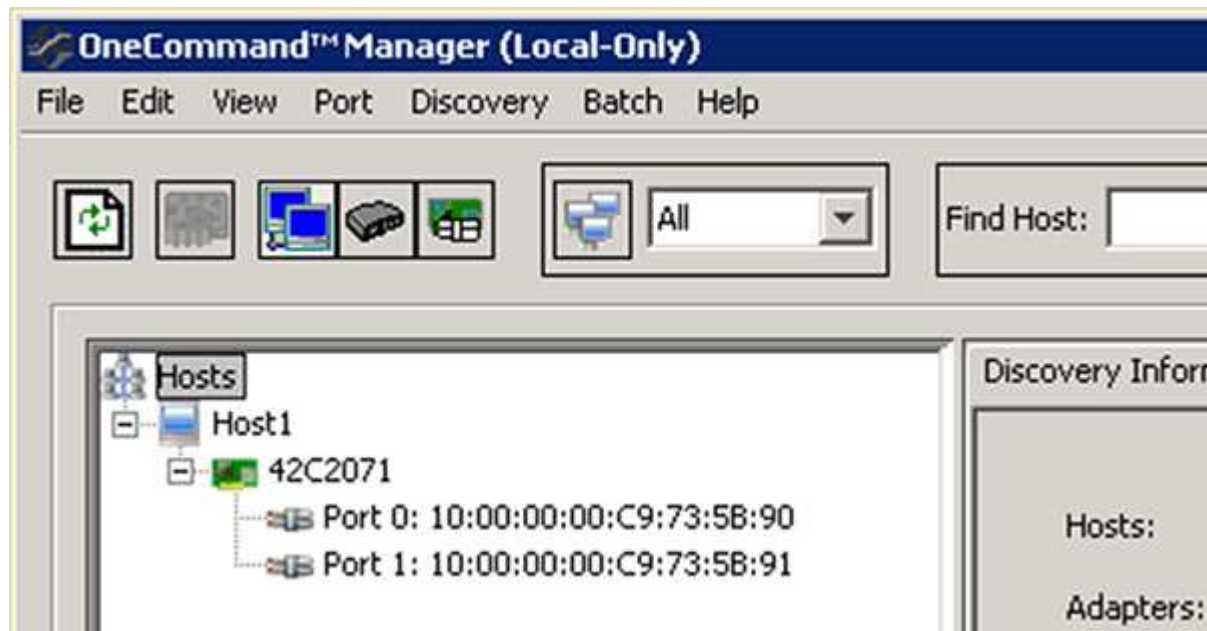 OneCommand™ Manager (Local-Only)
File Edit View Port Discovery Batch Help
All Find Host:
Hosts
Host1
42C2071
Port 0: 10:00:00:00:C9:73:5B:90
Port 1: 10:00:00:00:C9:73:5B:91
Discovery Inform
Hosts:
Adapters: